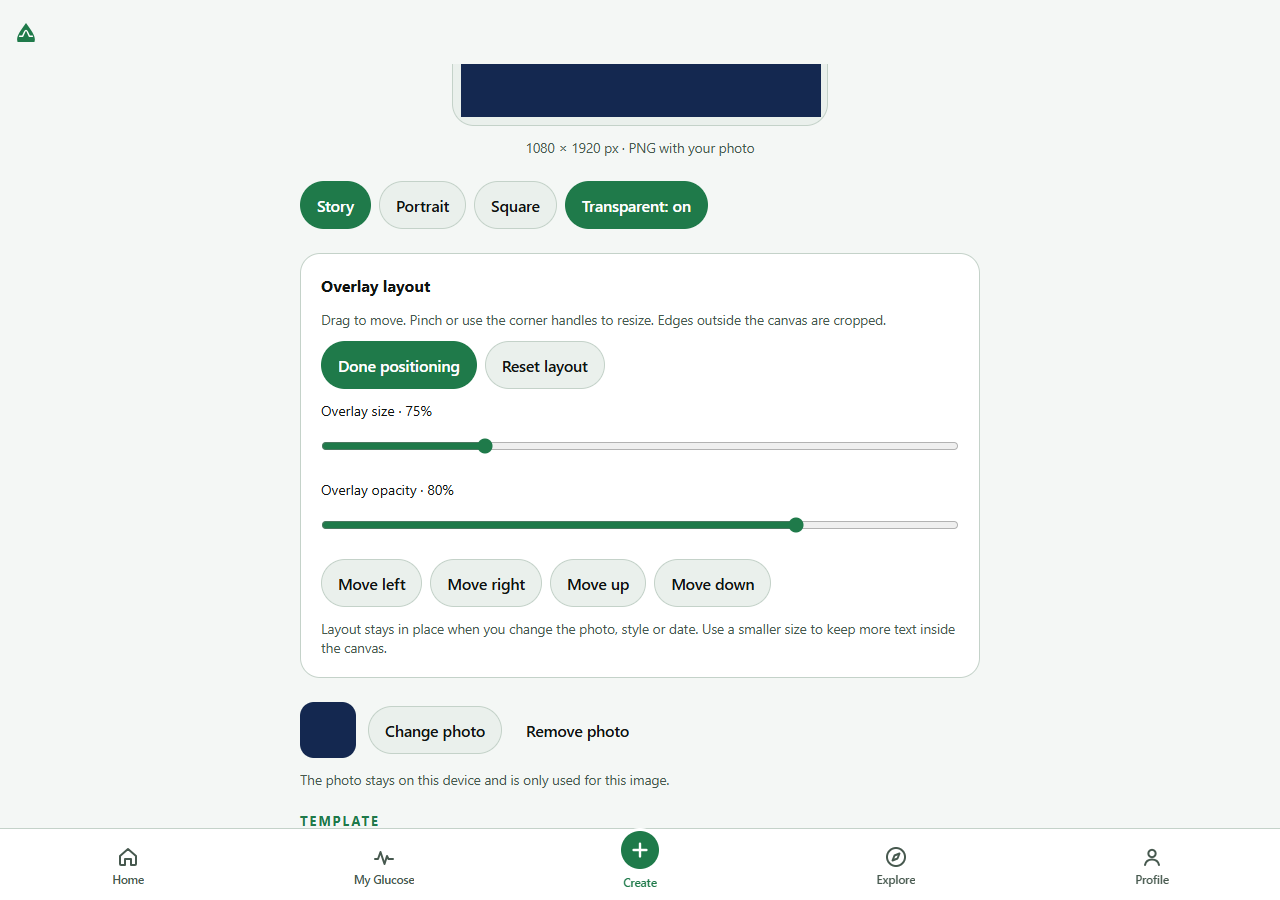 1080 × 1920 px · PNG with your photo
Story
Portrait
Square
Transparent: on
Overlay layout
Drag to move. Pinch or use the corner handles to resize. Edges outside the canvas are cropped.
Done positioning
Reset layout
Overlay size · 75%
Overlay opacity · 80%
Move left
Move right
Move up
Move down
Layout stays in place when you change the photo, style or date. Use a smaller size to keep more text inside
the canvas.
Change photo
Remove photo
The photo stays on this device and is only used for this image.
TEMPLATE
Home
My Glucose
Create
Explore
Profile